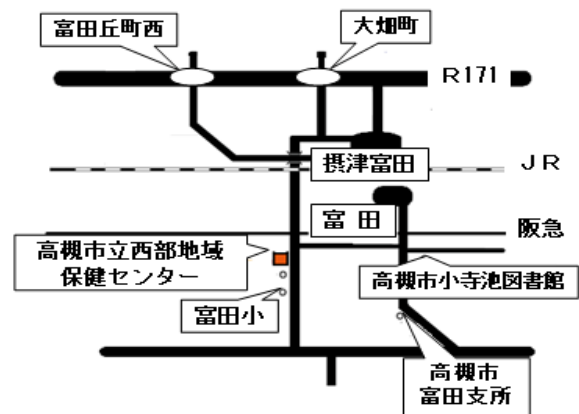 富田丘町西
大畑町
R171
摂津富田
JR
富田
阪急
高槻市立西部地域
保健センター
高槻市小寺池図書館
富田小
高槻市
富田支所